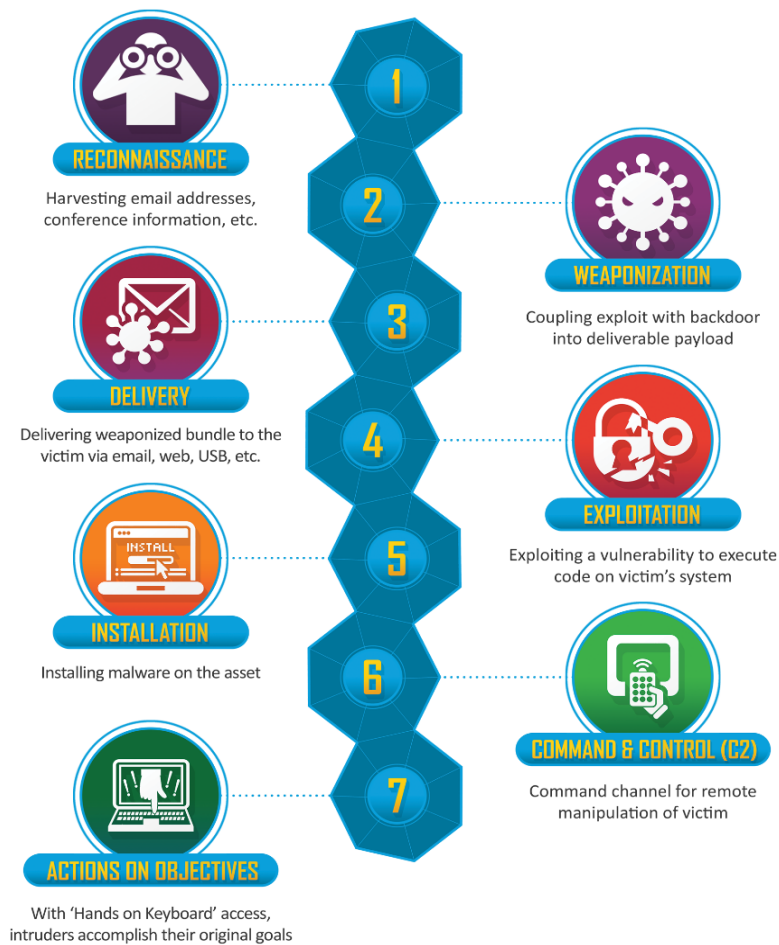 1
RECONNAISSANCE
Harvesting email addresses,
conference information, etc.
2
WEAPONIZATION
Coupling exploit with backdoor
into deliverable payload
3
DELIVERY
Delivering weaponized bundle to the
victim via email, web, USB, etc.
4
EXPLOITATION
Exploiting a vulnerability to execute
code on victim’s system
5
INSTALL
INSTALLATION
Installing malware on the asset
6
COMMAND & CONTROL (C2)
Command channel for remote
manipulation of victim
7
! ! ! !
ACTIONS ON OBJECTIVES
With ‘Hands on Keyboard’ access,
intruders accomplish their original goals